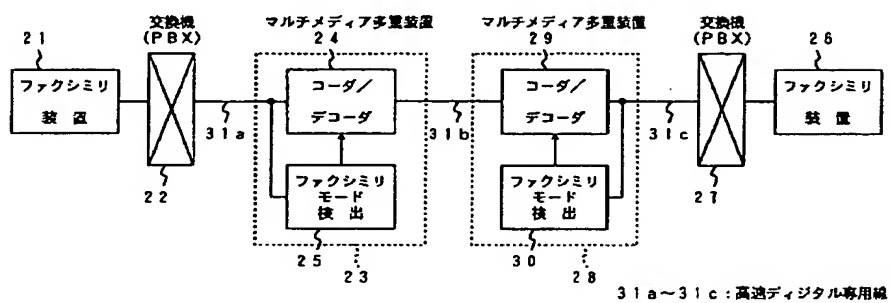 交換機
(PBX)
マルチメディア多重装置
マルチメディア多重装置
交換機
(PBX)
21
24
29
26
ファクシミリ
装置
コーダ/
デコーダ
コーダ/
デコーダ
ファクシミリ
装置
31a
31b
31c
22
ファクシミリ
モード
検出
ファクシミリ
モード
検出
27
25
23
30
28
31a~31c:高速ディジタル専用線